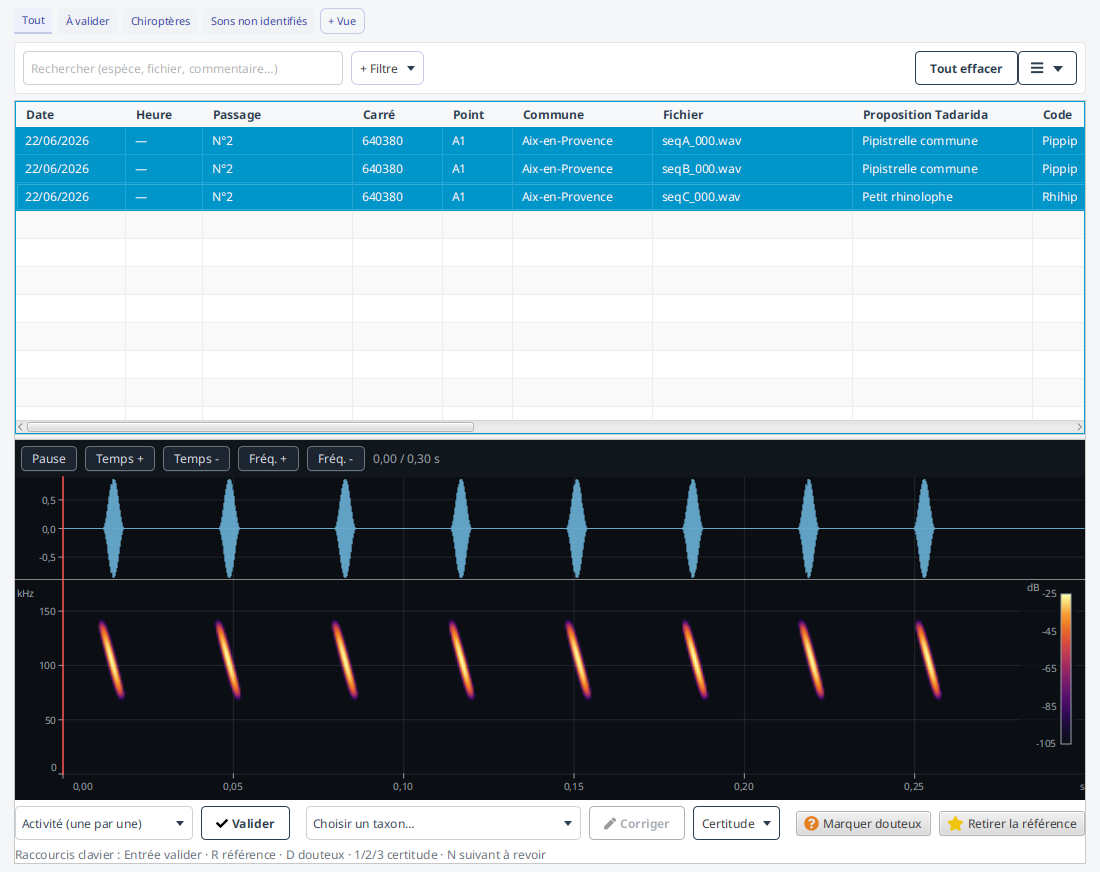 Tout À valider Chiroptères Sons non identifiés + Vue
Rechercher (espèce, fichier, commentaire...) + Filtre Tout effacer
Date Heure Passage Carré Point Commune Fichier Proposition Tadarida Code
22/06/2026 — N°2 640380 A1 Aix-en-Provence seqA_000.wav Pipistrelle commune Pippip
22/06/2026 — N°2 640380 A1 Aix-en-Provence seqB_000.wav Pipistrelle commune Pippip
22/06/2026 — N°2 640380 A1 Aix-en-Provence seqC_000.wav Petit rhinolophe Rhihip
Pause Temps + Temps - Fréq. + Fréq. - 0,00 / 0,30 s
0,5
0,0
-0,5
kHz dB -25
150
-45
100 -65
-85
50
-105
0
0,00 0,05 0,10 0,15 0,20 0,25 s
Activité (une par une) Valider Choisir un taxon... Corriger Certitude ? Marquer douteux Retirer la référence
Raccourcis clavier : Entrée valider · R référence · D douteux · 1/2/3 certitude · N suivant à revoir